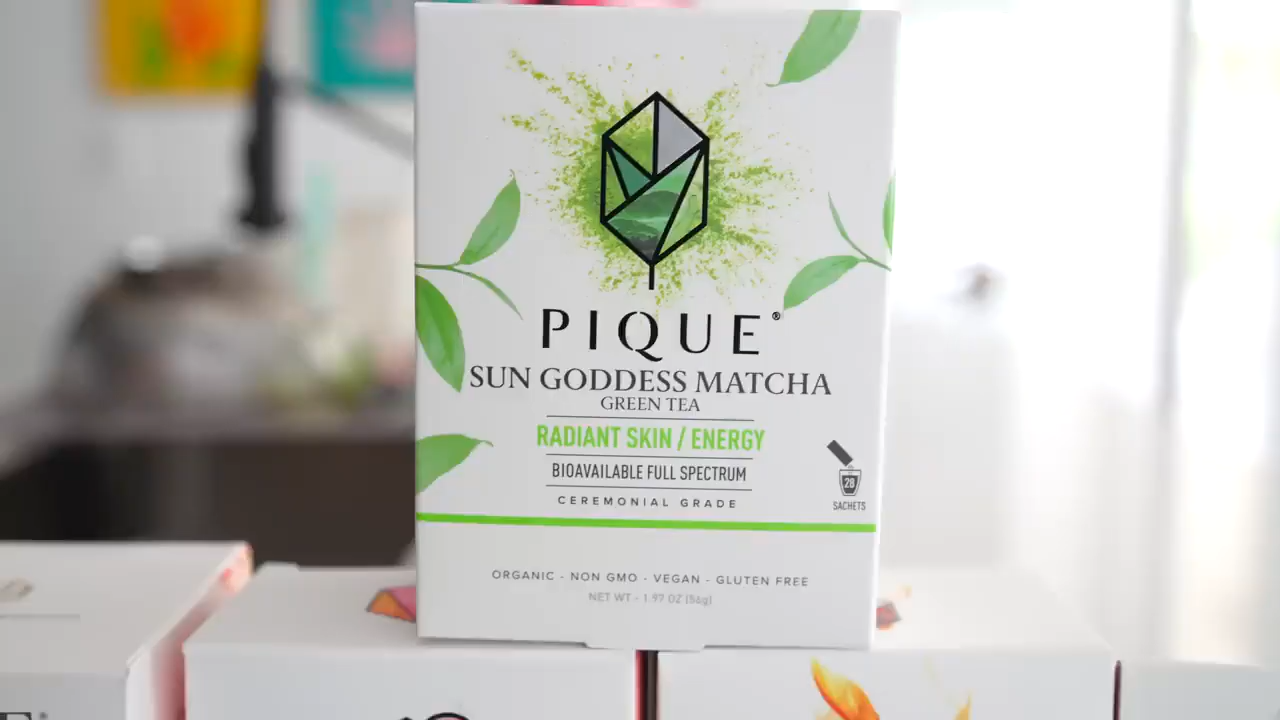 PIQUE®
SUN GODDESS MATCHA
GREEN TEA
RADIANT SKIN / ENERGY
BIOAVAILABLE FULL SPECTRUM
CEREMONIAL GRADE
28
SACHETS
ORGANIC - NON GMO - VEGAN - GLUTEN FREE
NET WT - 1.97 OZ (56g)